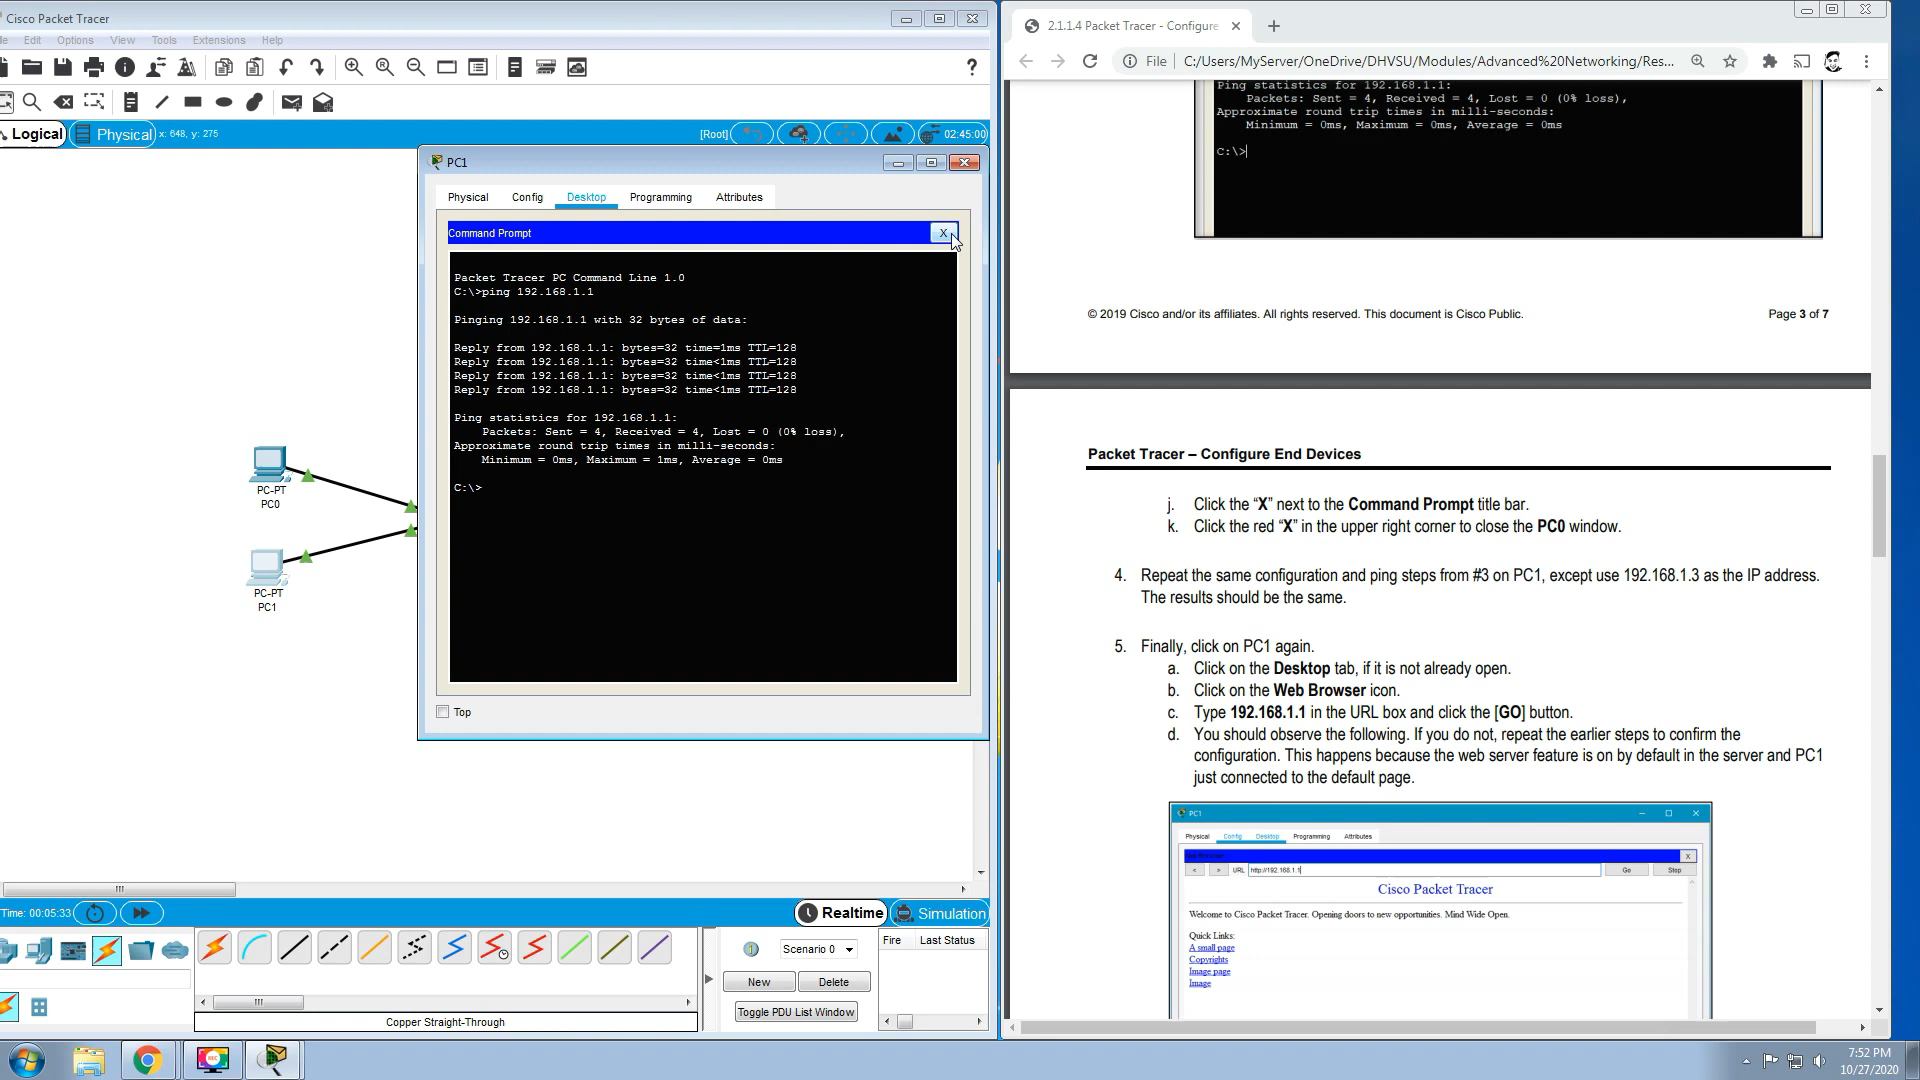 Cisco Packet Tracer
Edit Options View Tools Extensions Help
?
Logical Physical x: 648, y: 275 [Root] 02:45:00
PC1
Physical Config Desktop Programming Attributes
Command Prompt X
Packet Tracer PC Command Line 1.0
C:\>ping 192.168.1.1
Pinging 192.168.1.1 with 32 bytes of data:
Reply from 192.168.1.1: bytes=32 time=1ms TTL=128
Reply from 192.168.1.1: bytes=32 time<1ms TTL=128
Reply from 192.168.1.1: bytes=32 time<1ms TTL=128
Reply from 192.168.1.1: bytes=32 time<1ms TTL=128
Ping statistics for 192.168.1.1:
Packets: Sent = 4, Received = 4, Lost = 0 (0% loss),
Approximate round trip times in milli-seconds:
Minimum = 0ms, Maximum = 1ms, Average = 0ms
C:\>
Top
PC-PT
PC0
PC-PT
PC1
Time: 00:05:33
Realtime Simulation
Scenario 0
New Delete
Toggle PDU List Window
Fire Last Status
Copper Straight-Through
2.1.1.4 Packet Tracer - Configure
File C:/Users/MyServer/OneDrive/DHVSU/Modules/Advanced%20Networking/Res...
Ping statistics for 192.168.1.1:
Packets: Sent = 4, Received = 4, Lost = 0 (0% loss),
Approximate round trip times in milli-seconds:
Minimum = 0ms, Maximum = 0ms, Average = 0ms
C:\>
© 2019 Cisco and/or its affiliates. All rights reserved. This document is Cisco Public. Page 3 of 7
Packet Tracer – Configure End Devices
j. Click the “X” next to the Command Prompt title bar.
k. Click the red “X” in the upper right corner to close the PC0 window.
4. Repeat the same configuration and ping steps from #3 on PC1, except use 192.168.1.3 as the IP address.
The results should be the same.
5. Finally, click on PC1 again.
a. Click on the Desktop tab, if it is not already open.
b. Click on the Web Browser icon.
c. Type 192.168.1.1 in the URL box and click the [GO] button.
d. You should observe the following. If you do not, repeat the earlier steps to confirm the
configuration. This happens because the web server feature is on by default in the server and PC1
just connected to the default page.
PC1
Physical Config Desktop Programming Attributes
X
< > URL http://192.168.1.1 Go Stop
Cisco Packet Tracer
Welcome to Cisco Packet Tracer. Opening doors to new opportunities. Mind Wide Open.
Quick Links:
A small page
Copyrights
Image page
Image
REC
7:52 PM
10/27/2020